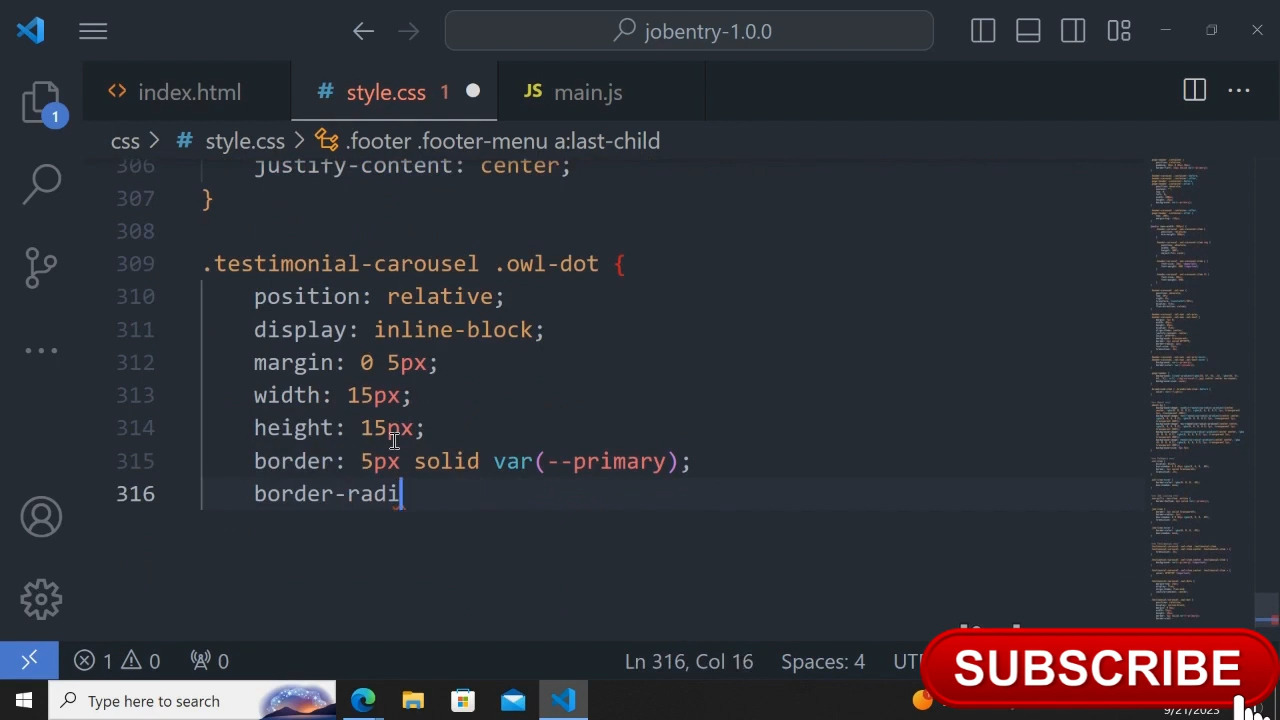 jobentry-1.0.0
index.html
# style.css 1
JS main.js
css > # style.css > .footer .footer-menu a:last-child
1
306 justify-content: center;
307 }
308
309 .testimonial-carousel .owldot {
310 position: relative;
311 display: inline-block;
312 margin: 0 5px;
313 width: 15px;
314 height: 15px;
315 border: 5px solid var(--primary);
316 border-radi
1 0 0
Ln 316, Col 16
Spaces: 4
SUBSCRIBE
Type here to search
9/21/2023